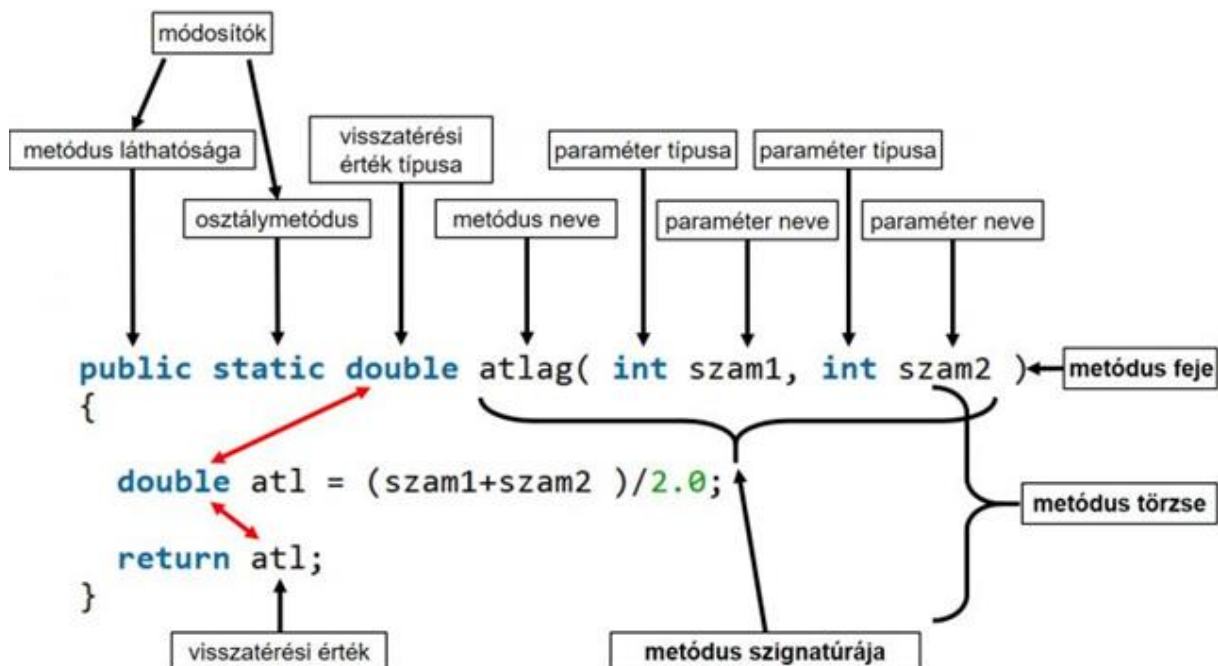 módosítók
metódus láthatósága
visszatérési
érték típusa
paraméter típusa
paraméter típusa
osztálymetódus
metódus neve
paraméter neve
paraméter neve
public static double atlag( int szam1, int szam2 )
metódus feje
{
double atl = (szam1+szam2 )/2.0;
metódus törzse
return atl;
}
visszatérési érték
metódus szignatúrája